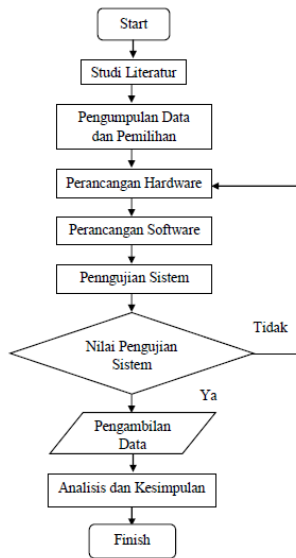 Start
Studi Literatur
Pengumpulan Data
dan Pemilihan
Perancangan Hardware
Perancangan Software
Penngujian Sistem
Tidak
Nilai Pengujian
Sistem
Ya
Pengambilan
Data
Analisis dan Kesimpulan
Finish